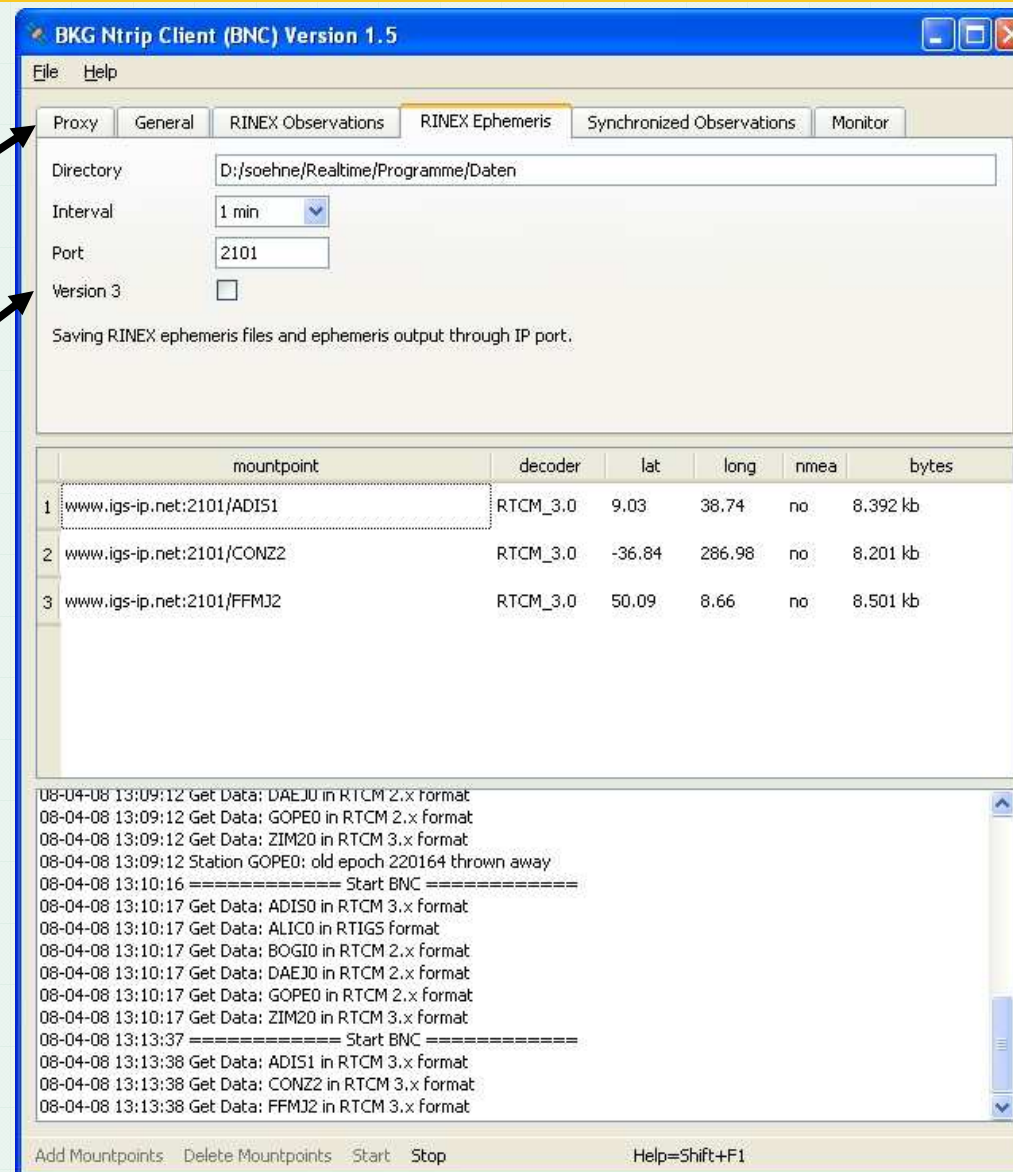 BKG Ntrip Client (BNC) Version 1.5
File Help
Proxy General RINEX Observations RINEX Ephemeris Synchronized Observations Monitor
Directory D:/soehne/Realtime/Programme/Daten
Interval 1 min
Port 2101
Version 3
Saving RINEX ephemeris files and ephemeris output through IP port.
mountpoint decoder lat long nmea bytes
1 www.igs-ip.net:2101/ADIS1 RTCM_3.0 9.03 38.74 no 8.392 kb
2 www.igs-ip.net:2101/CONZ2 RTCM_3.0 -36.84 286.98 no 8.201 kb
3 www.igs-ip.net:2101/FFMJ2 RTCM_3.0 50.09 8.66 no 8.501 kb
08-04-08 13:09:12 Get Data: DAEJ0 in RTCM 2.x format
08-04-08 13:09:12 Get Data: GOPE0 in RTCM 2.x format
08-04-08 13:09:12 Get Data: ZIM20 in RTCM 3.x format
08-04-08 13:09:12 Station GOPE0: old epoch 220164 thrown away
08-04-08 13:10:16 ============ Start BNC ============
08-04-08 13:10:17 Get Data: ADIS0 in RTCM 3.x format
08-04-08 13:10:17 Get Data: ALIC0 in RTIGS format
08-04-08 13:10:17 Get Data: BOGI0 in RTCM 2.x format
08-04-08 13:10:17 Get Data: DAEJ0 in RTCM 2.x format
08-04-08 13:10:17 Get Data: GOPE0 in RTCM 2.x format
08-04-08 13:10:17 Get Data: ZIM20 in RTCM 3.x format
08-04-08 13:13:37 ============ Start BNC ============
08-04-08 13:13:38 Get Data: ADIS1 in RTCM 3.x format
08-04-08 13:13:38 Get Data: CONZ2 in RTCM 3.x format
08-04-08 13:13:38 Get Data: FFMJ2 in RTCM 3.x format
Add Mountpoints Delete Mountpoints Start Stop Help=Shift+F1